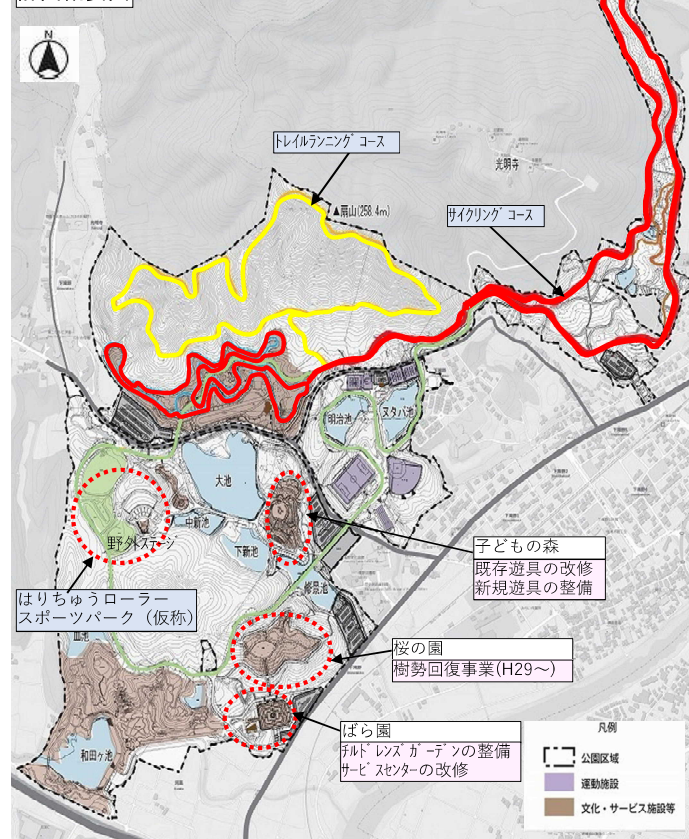 N
トレイルランニングコース
▲扇山(258.4m)
光明寺
サイクリングコース
明治池
ヌタバ池
大池
中新池
野外ステージ
下新池
子どもの森
既存遊具の改修
新規遊具の整備
はりちゅうローラー
スポーツパーク（仮称）
修景池
皿池
桜の園
樹勢回復事業(H29～)
ばら園
チルドレンズガーデンの整備
サービスセンターの改修
和田ヶ池
凡例
公園区域
運動施設
文化・サービス施設等